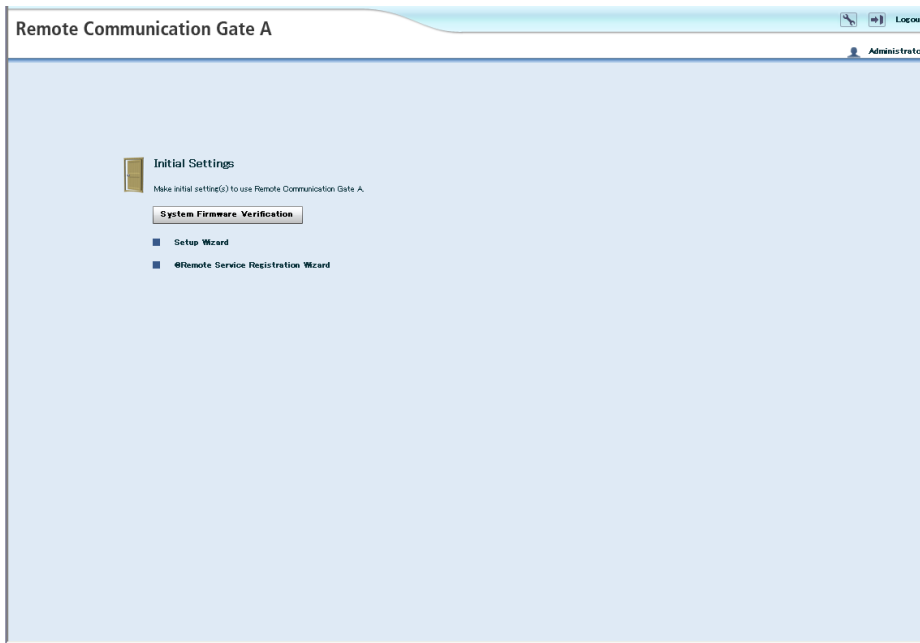 Remote Communication Gate A
Logou
Administrato
Initial Settings
Make initial setting(s) to use Remote Communication Gate A.
System Firmware Verification
Setup Wizard
@Remote Service Registration Wizard